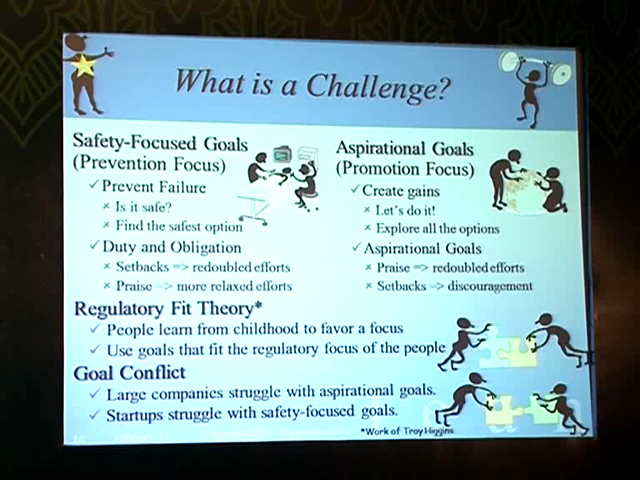 What is a Challenge?
Safety-Focused Goals
(Prevention Focus)
✓ Prevent Failure
× Is it safe?
× Find the safest option
✓ Duty and Obligation
× Setbacks => redoubled efforts
× Praise => more relaxed efforts
Aspirational Goals
(Promotion Focus)
✓ Create gains
× Let's do it!
× Explore all the options
✓ Aspirational Goals
× Praise => redoubled efforts
× Setbacks => discouragement
Regulatory Fit Theory*
✓ People learn from childhood to favor a focus
✓ Use goals that fit the regulatory focus of the people
Goal Conflict
✓ Large companies struggle with aspirational goals.
✓ Startups struggle with safety-focused goals.
*Work of Troy Higgins